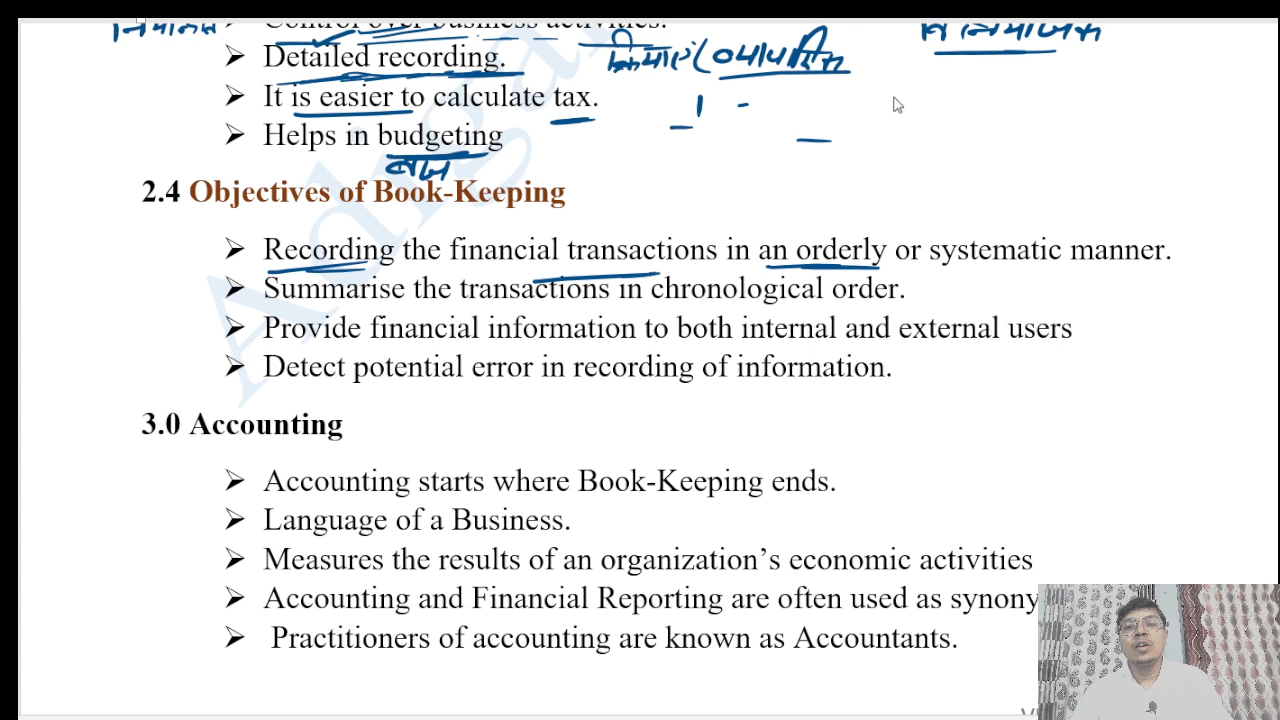 Control over business activities.
➢ Detailed recording.
➢ It is easier to calculate tax.
➢ Helps in budgeting
2.4 Objectives of Book-Keeping
➢ Recording the financial transactions in an orderly or systematic manner.
➢ Summarise the transactions in chronological order.
➢ Provide financial information to both internal and external users
➢ Detect potential error in recording of information.
3.0 Accounting
➢ Accounting starts where Book-Keeping ends.
➢ Language of a Business.
➢ Measures the results of an organization’s economic activities
➢ Accounting and Financial Reporting are often used as synony
➢ Practitioners of accounting are known as Accountants.